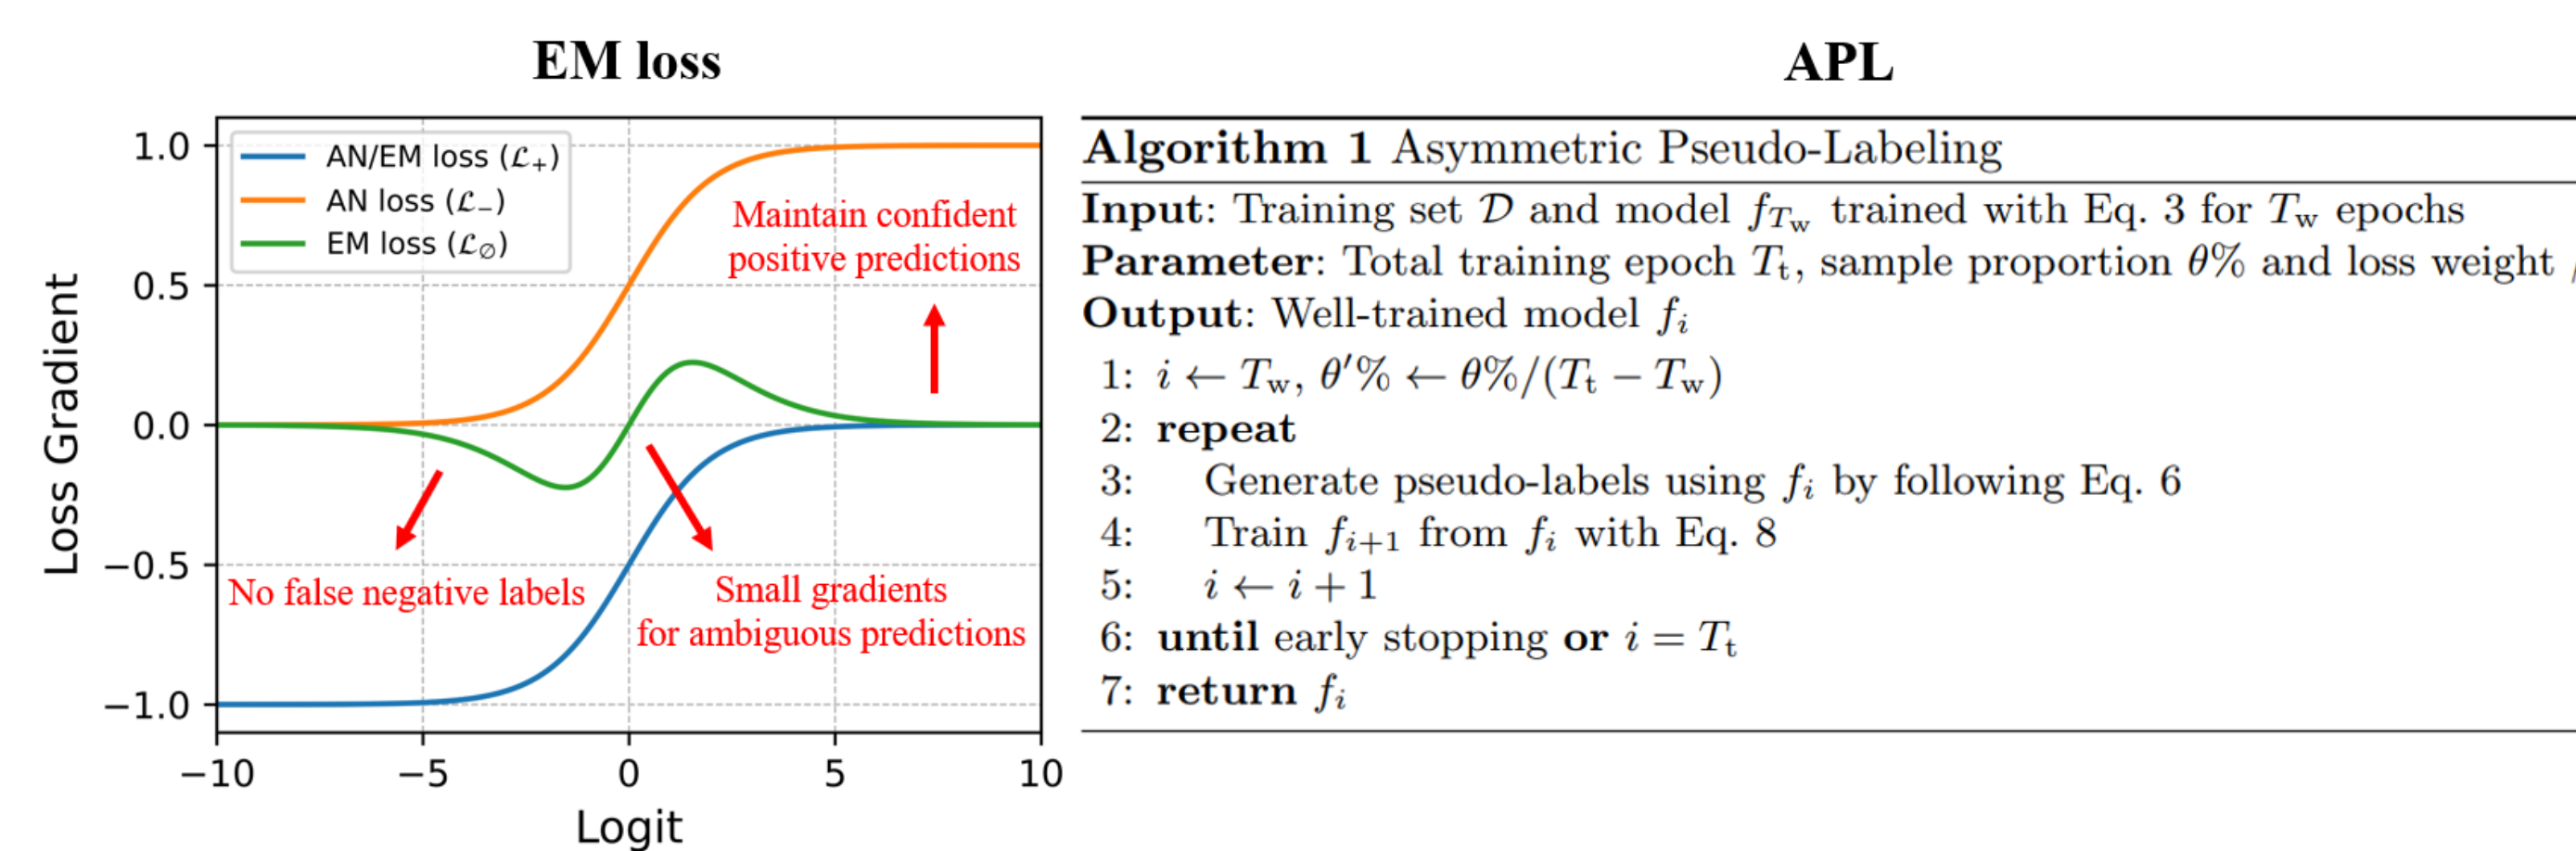 EM loss
1.0
0.5
0.0
−0.5
−1.0
Loss Gradient
AN/EM loss (ℒ₊)
AN loss (ℒ₋)
EM loss (ℒ∅)
Maintain confident
positive predictions
No false negative labels
Small gradients
for ambiguous predictions
−10 −5 0 5 10
Logit
APL
Algorithm 1 Asymmetric Pseudo-Labeling
Input: Training set 𝒟 and model f_{T_w} trained with Eq. 3 for T_w epochs
Parameter: Total training epoch T_t, sample proportion θ% and loss weight
Output: Well-trained model f_i
1: i ← T_w, θ′% ← θ%/(T_t − T_w)
2: repeat
3: Generate pseudo-labels using f_i by following Eq. 6
4: Train f_{i+1} from f_i with Eq. 8
5: i ← i + 1
6: until early stopping or i = T_t
7: return f_i